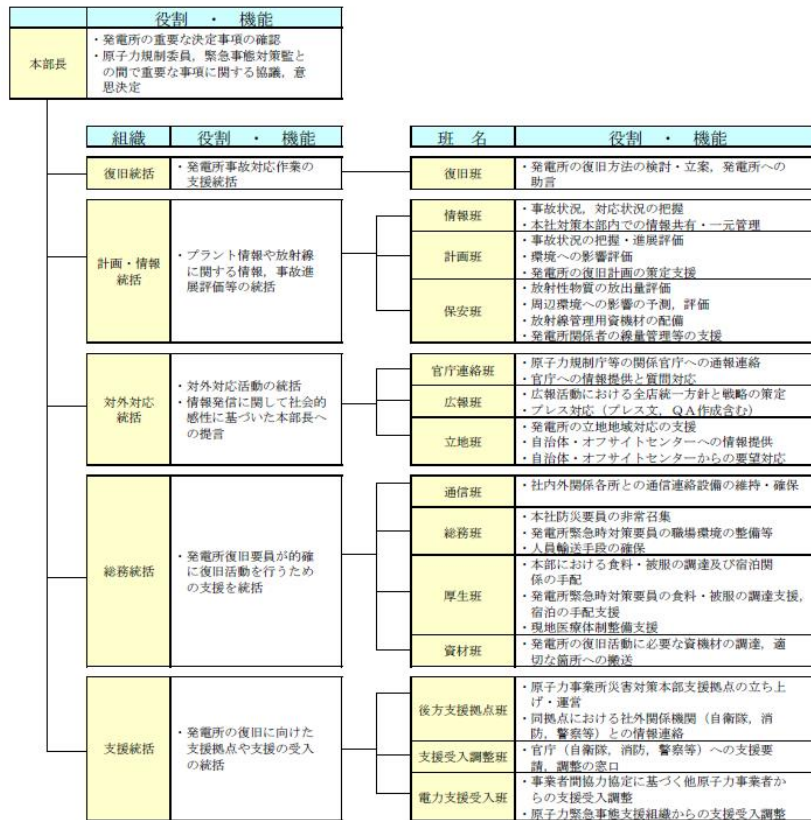 役割 ・ 機能
本部長
・発電所の重要な決定事項の確認
・原子力規制委員，緊急事態対策監と
の間で重要な事項に関する協議，意
思決定
組織
役割 ・ 機能
班 名
役割 ・ 機能
復旧統括
・発電所事故対応作業の
支援統括
復旧班
・発電所の復旧方法の検討・立案，発電所への
助言
計画・情報
統括
・プラント情報や放射線
に関する情報，事故進
展評価等の統括
情報班
・事故状況，対応状況の把握
・本社対策本部内での情報共有・一元管理
計画班
・事故状況の把握・進展評価
・環境への影響評価
・発電所の復旧計画の策定支援
保安班
・放射性物質の放出量評価
・周辺環境への影響の予測，評価
・放射線管理用資機材の配備
・発電所関係者の線量管理等の支援
対外対応
統括
・対外対応活動の統括
・情報発信に関して社会的
感性に基づいた本部長へ
の提言
官庁連絡班
・原子力規制庁等の関係官庁への通報連絡
・官庁への情報提供と質問対応
広報班
・広報活動における全店統一方針と戦略の策定
・プレス対応（プレス文，ＱＡ作成含む）
立地班
・発電所の立地地域対応の支援
・自治体・オフサイトセンターへの情報提供
・自治体・オフサイトセンターからの要望対応
総務統括
・発電所復旧要員が的確
に復旧活動を行うため
の支援を統括
通信班
・社内外関係各所との通信連絡設備の維持・確保
総務班
・本社防災要員の非常召集
・発電所緊急時対策要員の職場環境の整備等
・人員輸送手段の確保
厚生班
・本部における食料・被服の調達及び宿泊関
係の手配
・発電所緊急時対策要員の食料・被服の調達支援，
宿泊の手配支援
・現地医療体制整備支援
資材班
・発電所の復旧活動に必要な資機材の調達，適
切な箇所への搬送
支援統括
・発電所の復旧に向けた
支援拠点や支援の受入
の統括
後方支援拠点班
・原子力事業所災害対策本部支援拠点の立ち上
げ・運営
・同拠点における社外関係機関（自衛隊，消
防，警察等）との情報連絡
支援受入調整班
・官庁（自衛隊，消防，警察等）への支援要
請，調整の窓口
電力支援受入班
・事業者間協力協定に基づく他原子力事業者か
らの支援受入調整
・原子力緊急事態支援組織からの支援受入調整